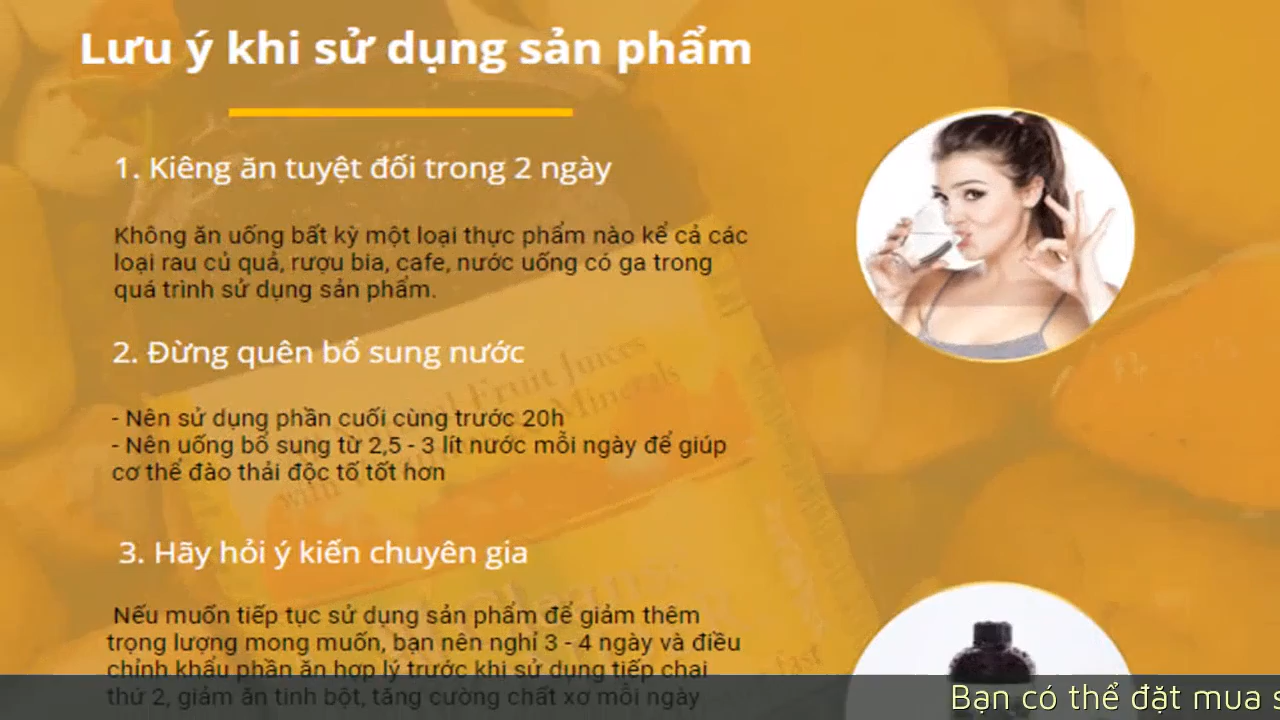 Lưu ý khi sử dụng sản phẩm
1. Kiêng ăn tuyệt đối trong 2 ngày
Không ăn uống bất kỳ một loại thực phẩm nào kể cả các
loại rau củ quả, rượu bia, cafe, nước uống có ga trong
quá trình sử dụng sản phẩm.
2. Đừng quên bổ sung nước
- Nên sử dụng phần cuối cùng trước 20h
- Nên uống bổ sung từ 2,5 - 3 lít nước mỗi ngày để giúp
cơ thể đào thải độc tố tốt hơn
3. Hãy hỏi ý kiến chuyên gia
Nếu muốn tiếp tục sử dụng sản phẩm để giảm thêm
trọng lượng mong muốn, bạn nên nghỉ 3 - 4 ngày và điều
chỉnh khẩu phần ăn hợp lý trước khi sử dụng tiếp chai
thứ 2, giảm ăn tinh bột, tăng cường chất xơ mỗi ngày
Bạn có thể đặt mua
Fruit Juices
Minerals
with
fast